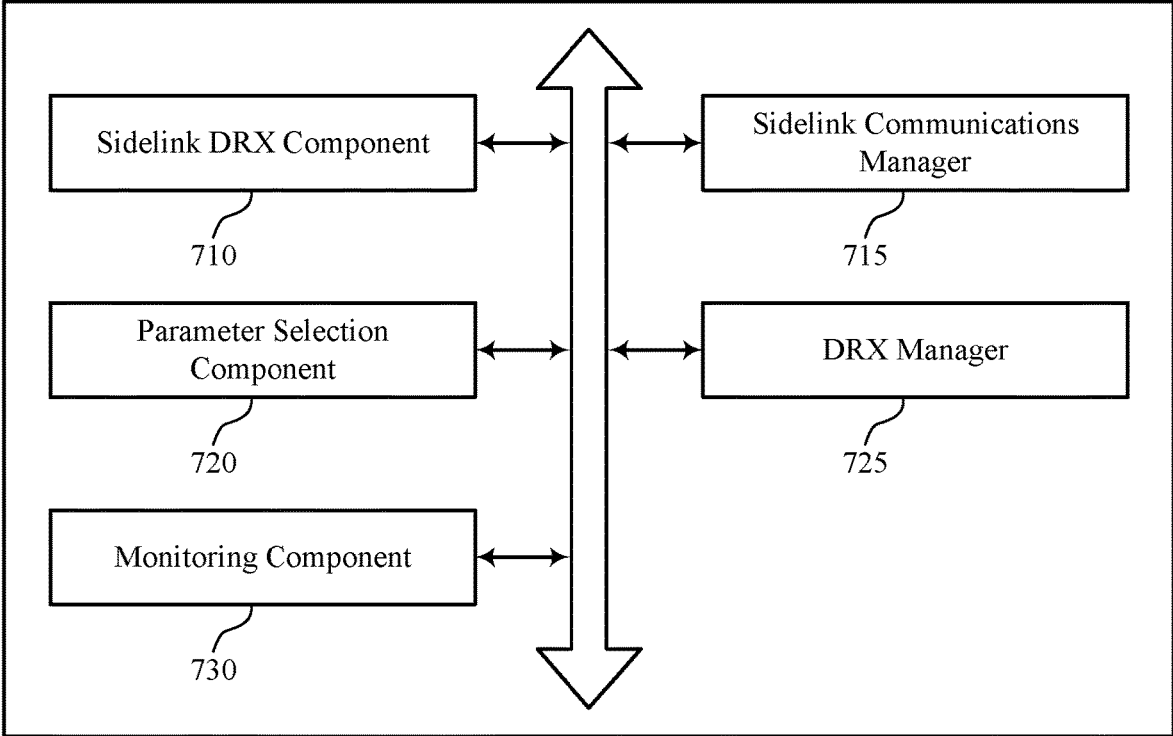 Sidelink DRX Component
710
Sidelink Communications
Manager
715
Parameter Selection
Component
720
DRX Manager
725
Monitoring Component
730